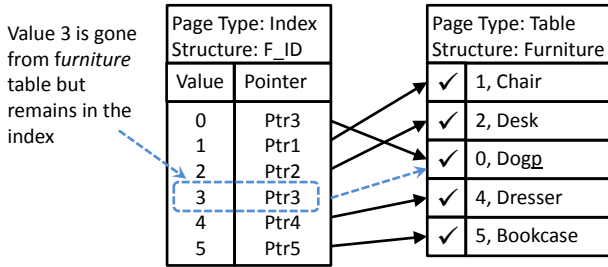 Value 3 is gone
from furniture
table but
remains in the
index
Page Type: Index
Structure: F_ID
Value Pointer
0 Ptr3
1 Ptr1
2 Ptr2
3 Ptr3
4 Ptr4
5 Ptr5
Page Type: Table
Structure: Furniture
✓ 1, Chair
✓ 2, Desk
✓ 0, Dogp
✓ 4, Dresser
✓ 5, Bookcase